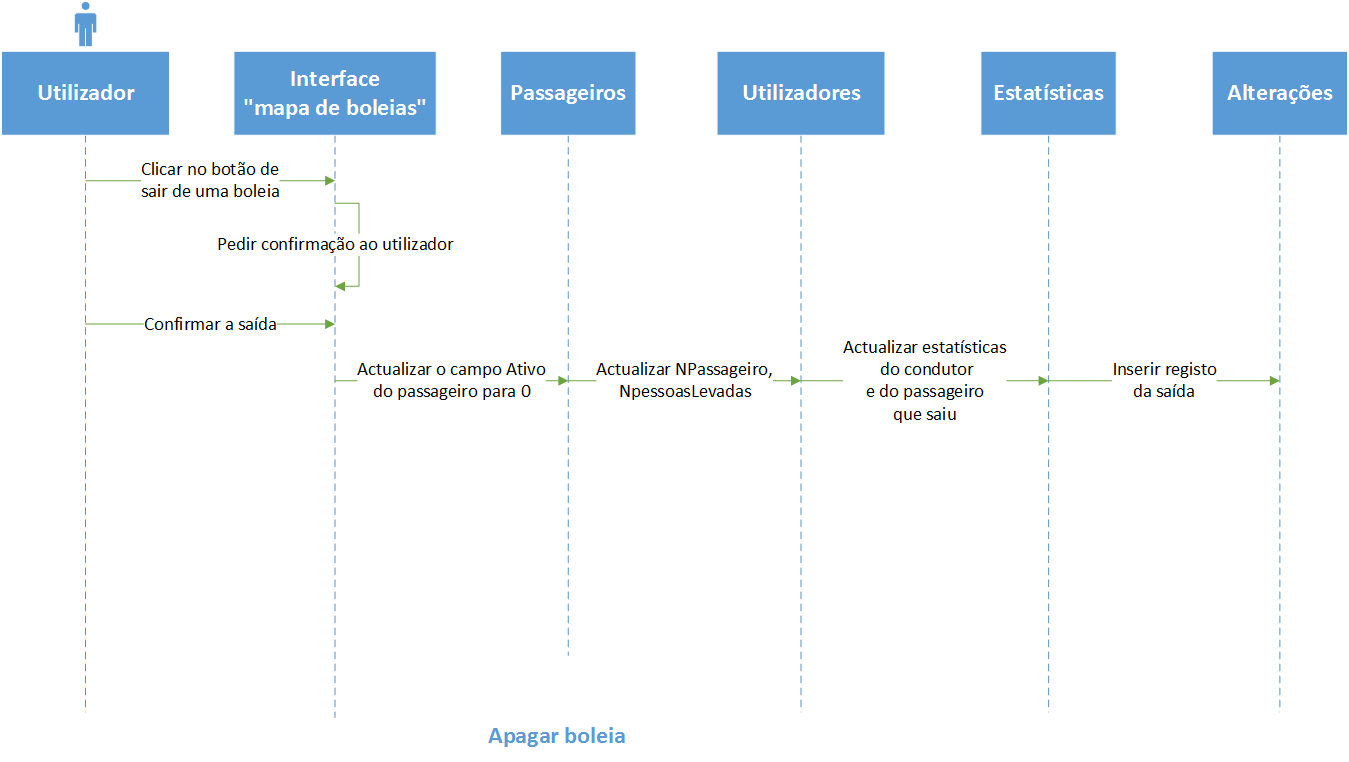 Utilizador
Interface
"mapa de boleias"
Passageiros
Utilizadores
Estatísticas
Alterações
Clicar no botão de
sair de uma boleia
Pedir confirmação ao utilizador
Confirmar a saída
Actualizar o campo Ativo
do passageiro para 0
Actualizar NPassageiro,
NpessoasLevadas
Actualizar estatísticas
do condutor
e do passageiro
que saiu
Inserir registo
da saída
Apagar boleia